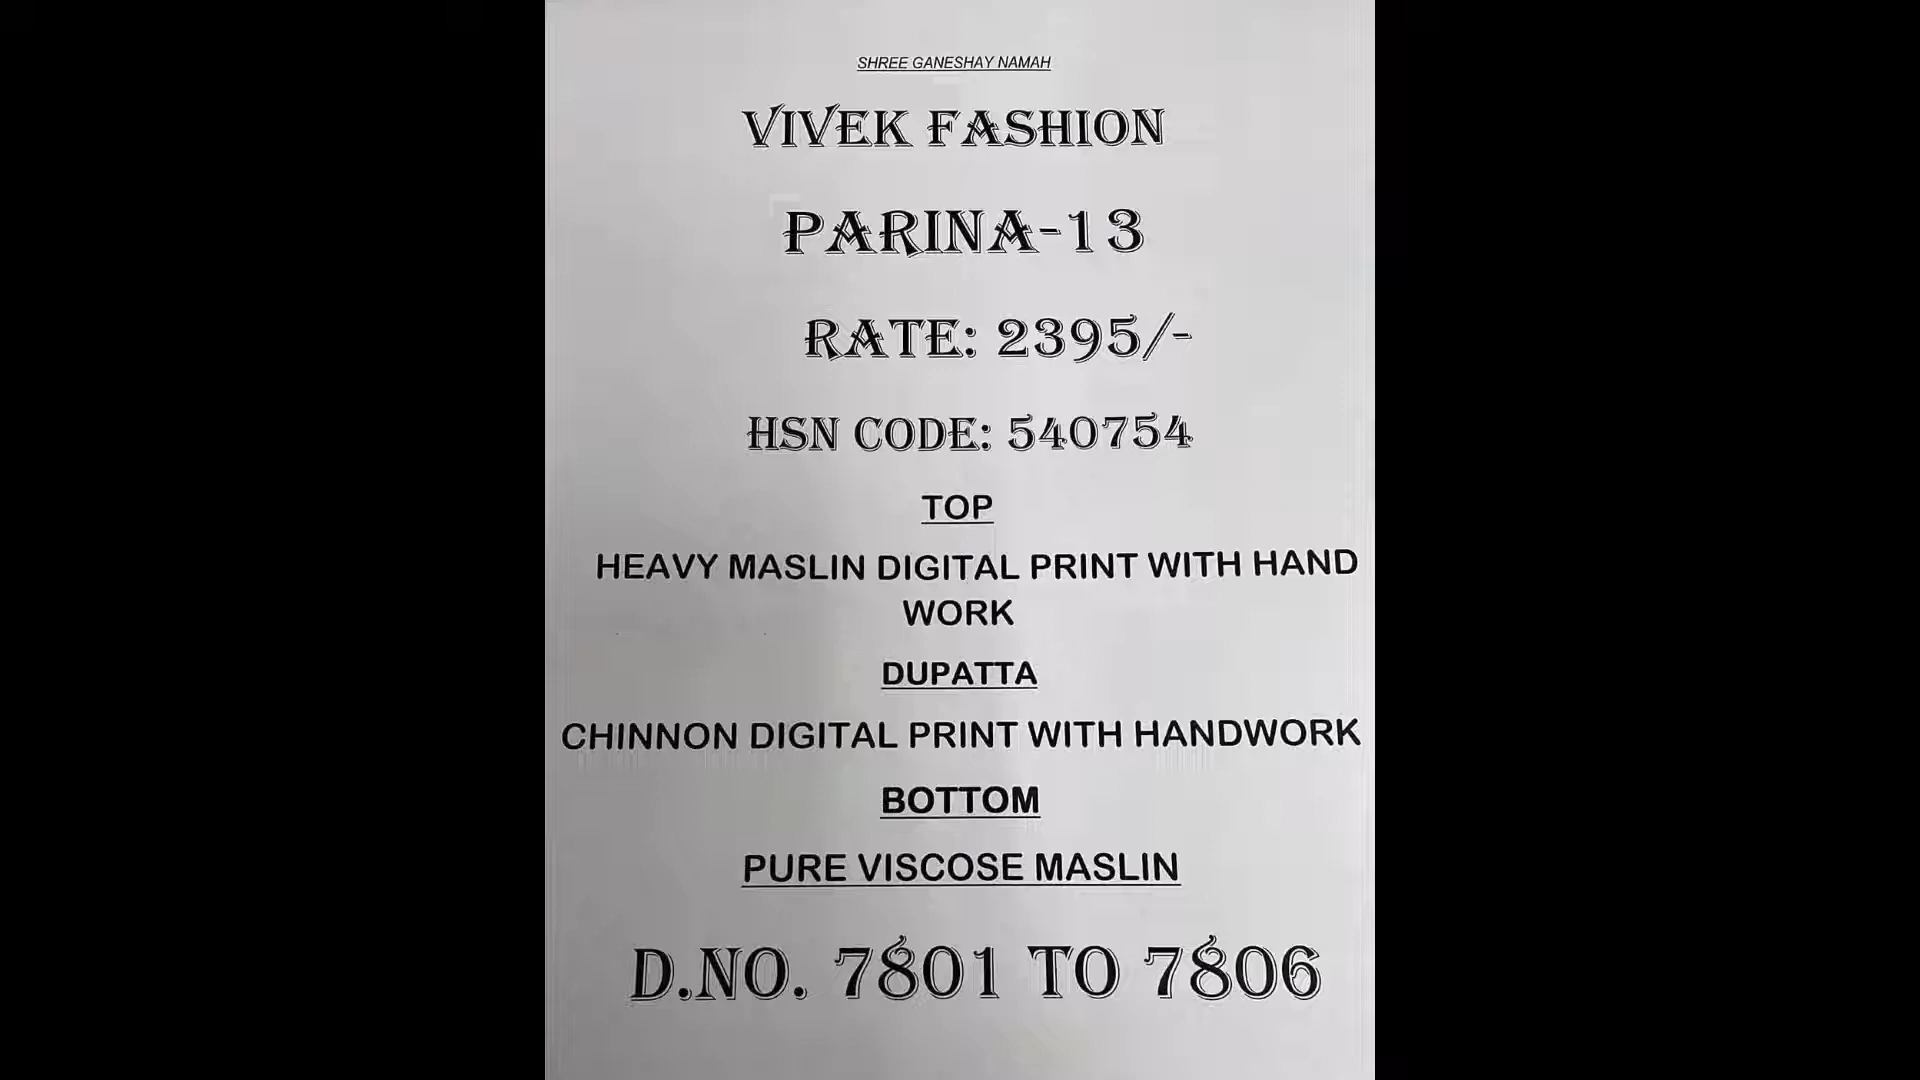 SHREE GANESHAY NAMAH
VIVEK FASHION
PARINA-13
RATE: 2395/-
HSN CODE: 540754
TOP
HEAVY MASLIN DIGITAL PRINT WITH HAND
WORK
DUPATTA
CHINNON DIGITAL PRINT WITH HANDWORK
BOTTOM
PURE VISCOSE MASLIN
D.NO. 7801 TO 7806